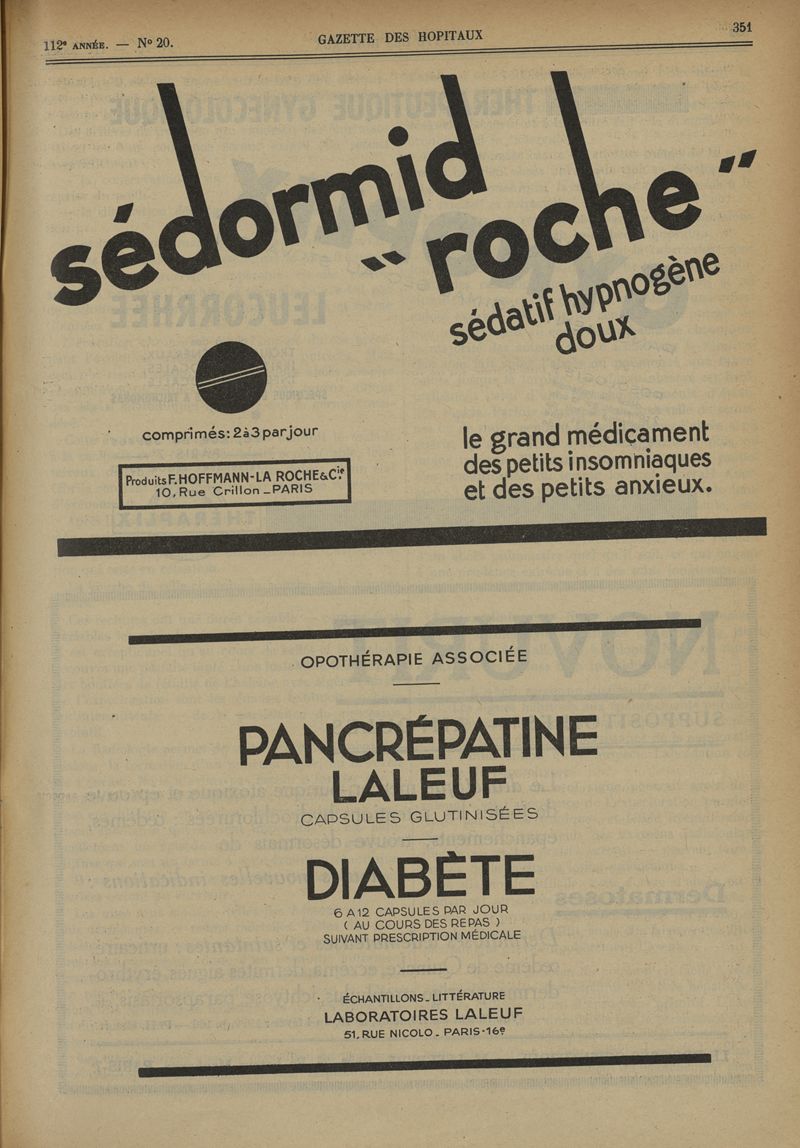 112e ANNÉE. — No 20.
GAZETTE DES HOPITAUX
351
sédormid
"roche"
sédatif hypnogène
doux
comprimés: 2 à 3 par jour
Produits F. HOFFMANN-LA ROCHE & Cie
10, Rue Crillon - PARIS
le grand médicament
des petits insomniaques
et des petits anxieux.
OPOTHÉRAPIE ASSOCIÉE
PANCRÉPATINE
LALEUF
CAPSULES GLUTINISÉES
DIABÈTE
6 A 12 CAPSULES PAR JOUR
( AU COURS DES REPAS )
SUIVANT PRESCRIPTION MÉDICALE
ÉCHANTILLONS - LITTÉRATURE
LABORATOIRES LALEUF
51, RUE NICOLO - PARIS-16e